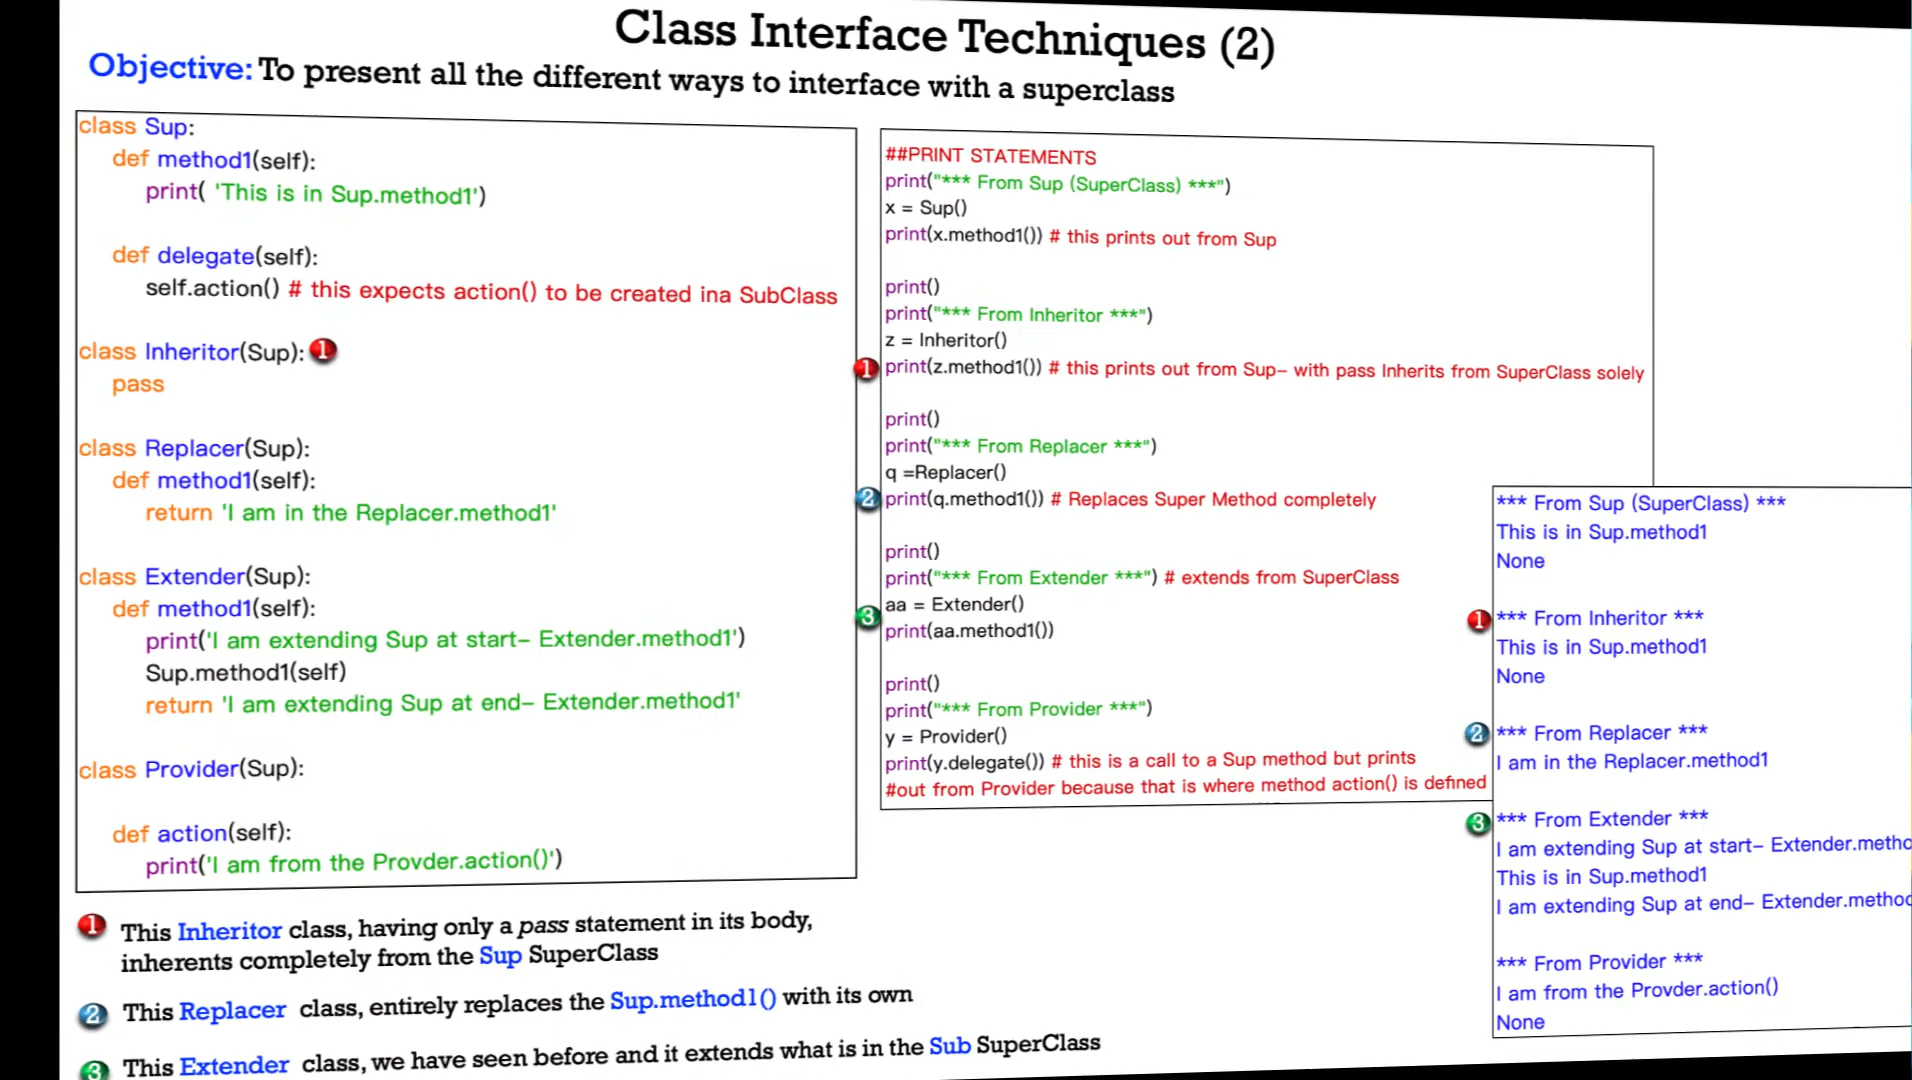 Class Interface Techniques (2)
Objective: To present all the different ways to interface with a superclass
class Sup:
def method1(self):
print( 'This is in Sup.method1')
def delegate(self):
self.action() # this expects action() to be created ina SubClass
class Inheritor(Sup): 1
pass
class Replacer(Sup):
def method1(self):
return 'I am in the Replacer.method1'
class Extender(Sup):
def method1(self):
print('I am extending Sup at start- Extender.method1')
Sup.method1(self)
return 'I am extending Sup at end- Extender.method1'
class Provider(Sup):
def action(self):
print('I am from the Provder.action()')
##PRINT STATEMENTS
print("*** From Sup (SuperClass) ***")
x = Sup()
print(x.method1()) # this prints out from Sup
print()
print("*** From Inheritor ***")
z = Inheritor()
1 print(z.method1()) # this prints out from Sup- with pass Inherits from SuperClass solely
print()
print("*** From Replacer ***")
q =Replacer()
2 print(q.method1()) # Replaces Super Method completely
print()
print("*** From Extender ***") # extends from SuperClass
3 aa = Extender()
print(aa.method1())
print()
print("*** From Provider ***")
y = Provider()
print(y.delegate()) # this is a call to a Sup method but prints
#out from Provider because that is where method action() is defined
*** From Sup (SuperClass) ***
This is in Sup.method1
None
1 *** From Inheritor ***
This is in Sup.method1
None
2 *** From Replacer ***
I am in the Replacer.method1
3 *** From Extender ***
I am extending Sup at start- Extender.metho
This is in Sup.method1
I am extending Sup at end- Extender.method
*** From Provider ***
I am from the Provder.action()
None
1 This Inheritor class, having only a pass statement in its body,
inherents completely from the Sup SuperClass
2 This Replacer class, entirely replaces the Sup.method1() with its own
3 This Extender class, we have seen before and it extends what is in the Sub SuperClass